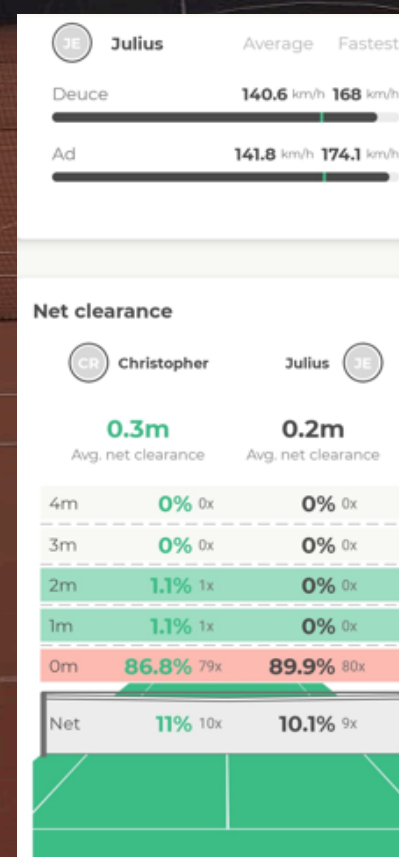 JE Julius Average Fastest
Deuce 140.6 km/h 168 km/h
Ad 141.8 km/h 174.1 km/h
Net clearance
CR Christopher Julius JE
0.3m 0.2m
Avg. net clearance Avg. net clearance
4m 0% 0x 0% 0x
3m 0% 0x 0% 0x
2m 1.1% 1x 0% 0x
1m 1.1% 1x 0% 0x
0m 86.8% 79x 89.9% 80x
Net 11% 10x 10.1% 9x